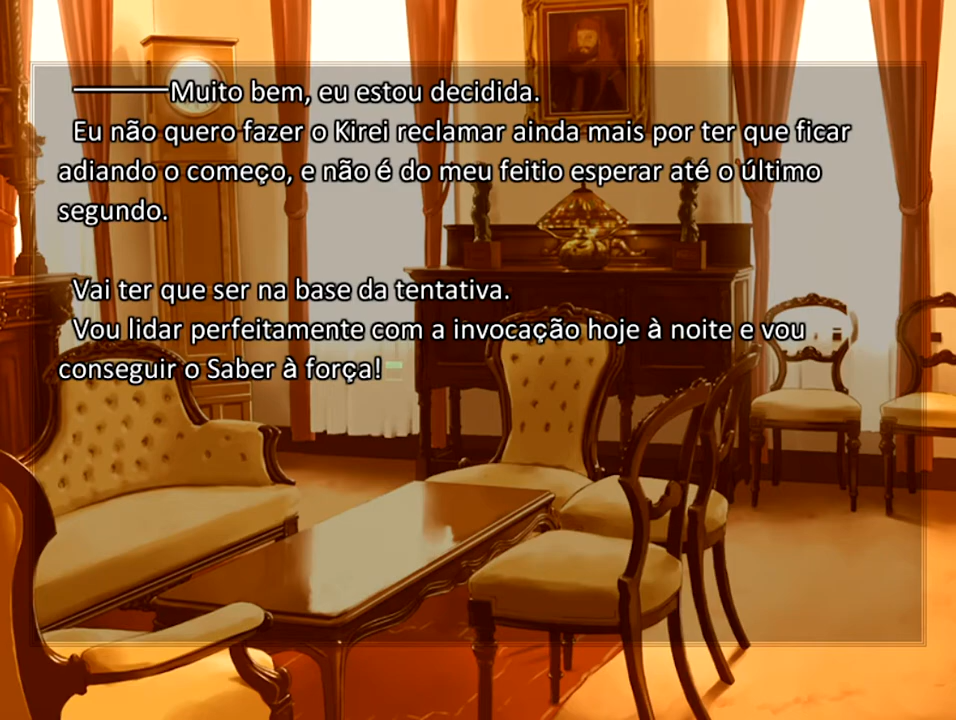 ————Muito bem, eu estou decidida.
Eu não quero fazer o Kirei reclamar ainda mais por ter que ficar
adiando o começo, e não é do meu feitio esperar até o último
segundo.
Vai ter que ser na base da tentativa.
Vou lidar perfeitamente com a invocação hoje à noite e vou
conseguir o Saber à força!